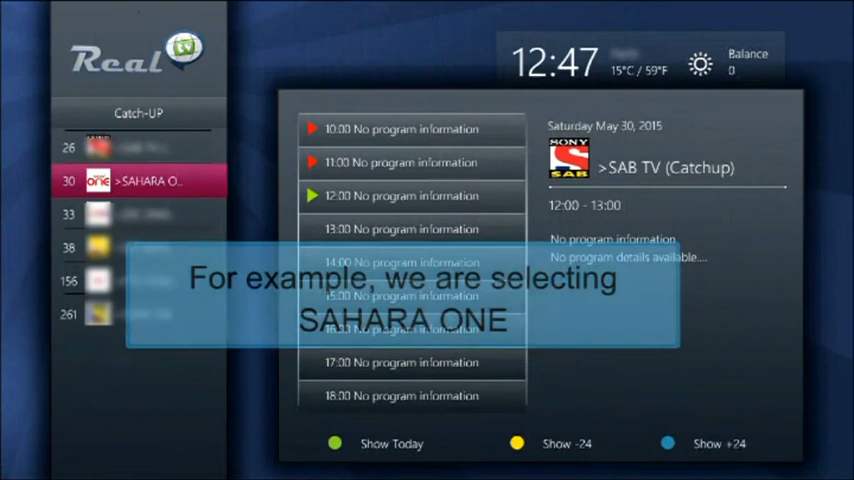 Real tv
12:47
15°C / 59°F
Balance
0
Catch-UP
26
30 ONE >SAHARA O...
33
38
156
261
10:00 No program information
11:00 No program information
12:00 No program information
13:00 No program information
14:00 No program information
15:00 No program information
16:00 No program information
17:00 No program information
18:00 No program information
Saturday May 30, 2015
SONY
SAB
>SAB TV (Catchup)
12:00 - 13:00
No program information
No program details available....
For example, we are selecting
SAHARA ONE
Show Today
Show -24
Show +24